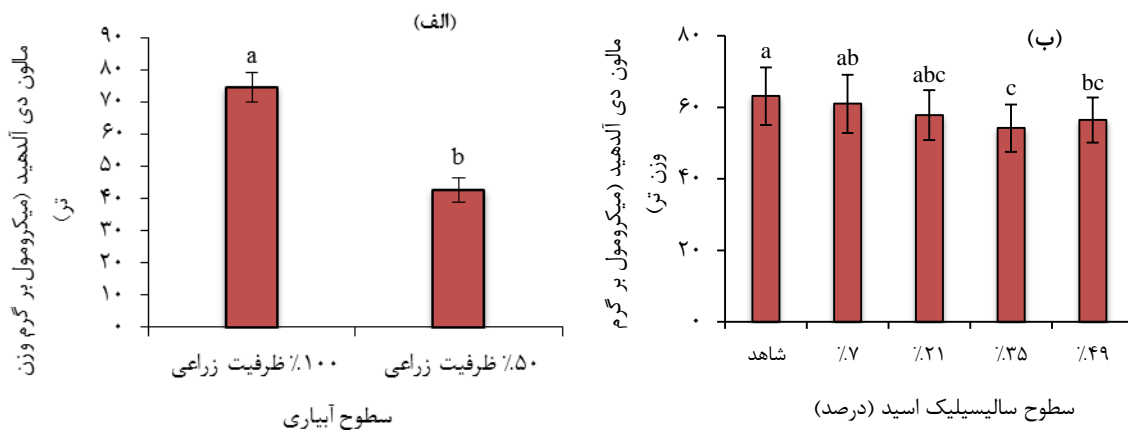 (الف)
مالون دی آلدهید (میکرومول بر گرم وزن
تر)
۹۰
۸۰
۷۰
۶۰
۵۰
۴۰
۳۰
۲۰
۱۰
۰
a
b
۱۰۰٪ ظرفیت زراعی
۵۰٪ ظرفیت زراعی
سطوح آبیاری
(ب)
مالون دی آلدهید (میکرومول بر گرم
وزن تر)
۸۰
۶۰
۴۰
۲۰
۰
a
ab
abc
c
bc
شاهد
٪۷
٪۲۱
٪۳۵
٪۴۹
سطوح سالیسیلیک اسید (درصد)